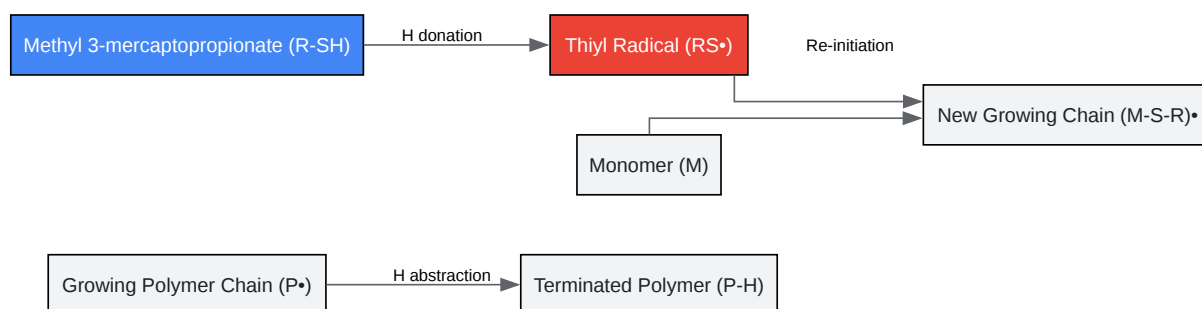 Methyl 3-mercaptopropionate (R-SH)
H donation
Thiyl Radical (RS•)
Re-initiation
New Growing Chain (M-S-R)•
Monomer (M)
Growing Polymer Chain (P•)
H abstraction
Terminated Polymer (P-H)